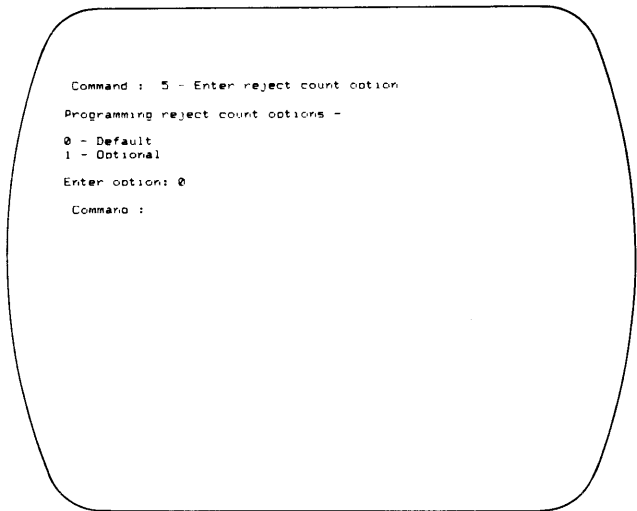 Command : 5 - Enter reject count option
Programming reject count options -
0 - Default
1 - Optional
Enter option: 0
Command :